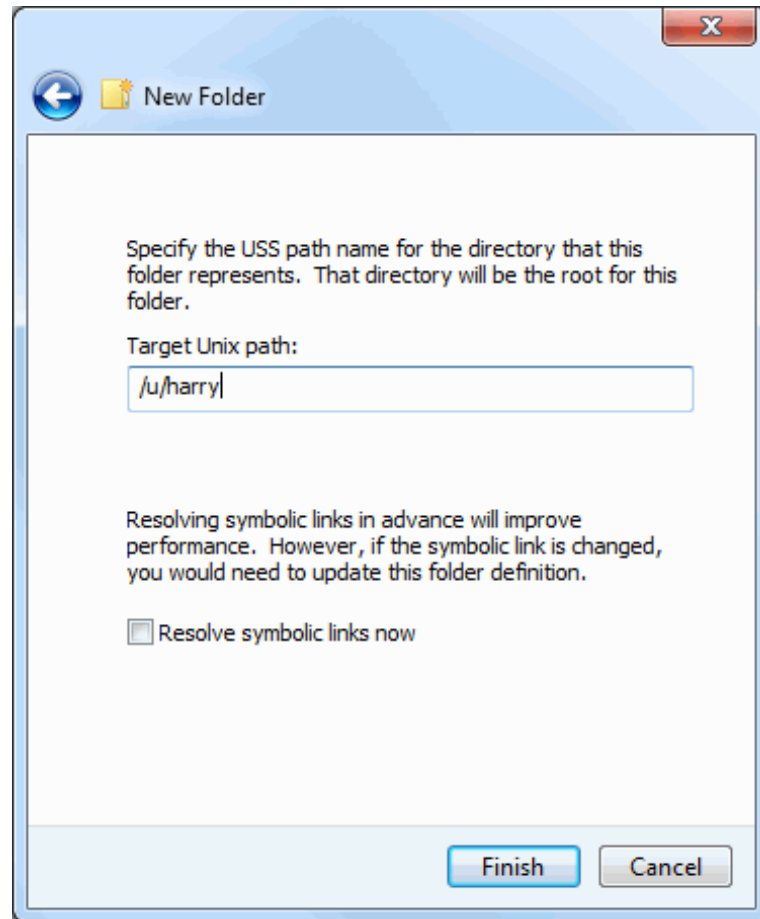 New Folder
Specify the USS path name for the directory that this
folder represents.  That directory will be the root for this
folder.
Target Unix path:
/u/harry
Resolving symbolic links in advance will improve
performance.  However, if the symbolic link is changed,
you would need to update this folder definition.
Resolve symbolic links now
Finish Cancel